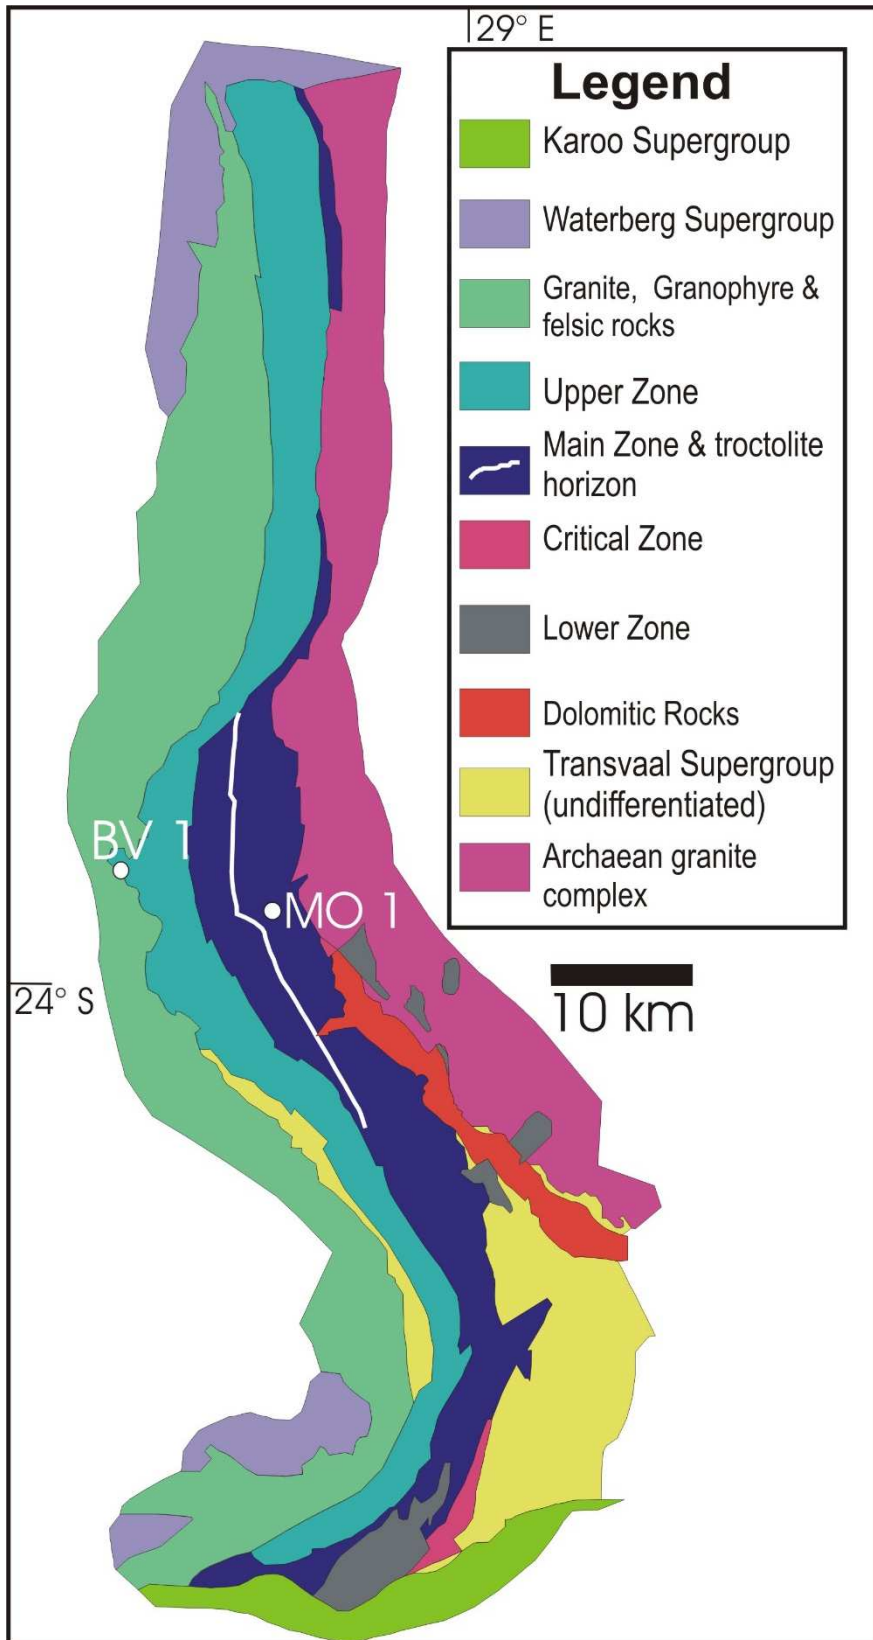 29° E
Legend
Karoo Supergroup
Waterberg Supergroup
Granite, Granophyre &
felsic rocks
Upper Zone
Main Zone & troctolite
horizon
Critical Zone
Lower Zone
Dolomitic Rocks
Transvaal Supergroup
(undifferentiated)
Archaean granite
complex
BV 1
MO 1
24° S
10 km